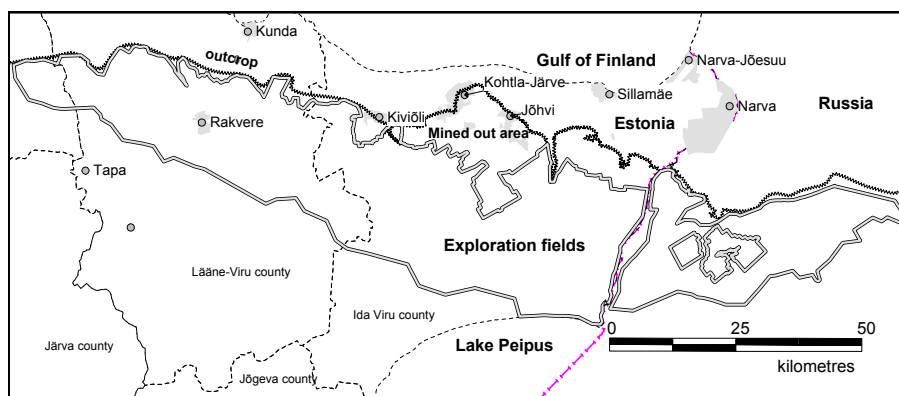 Kunda
outcrop
Gulf of Finland
Narva-Jõesuu
Kohtla-Järve
Sillamäe
Narva
Russia
Rakvere
Kiviõli
Jõhvi
Mined out area
Estonia
Tapa
Exploration fields
Lääne-Viru county
Ida Viru county
Järva county
Lake Peipus
Jõgeva county
0 25 50
kilometres